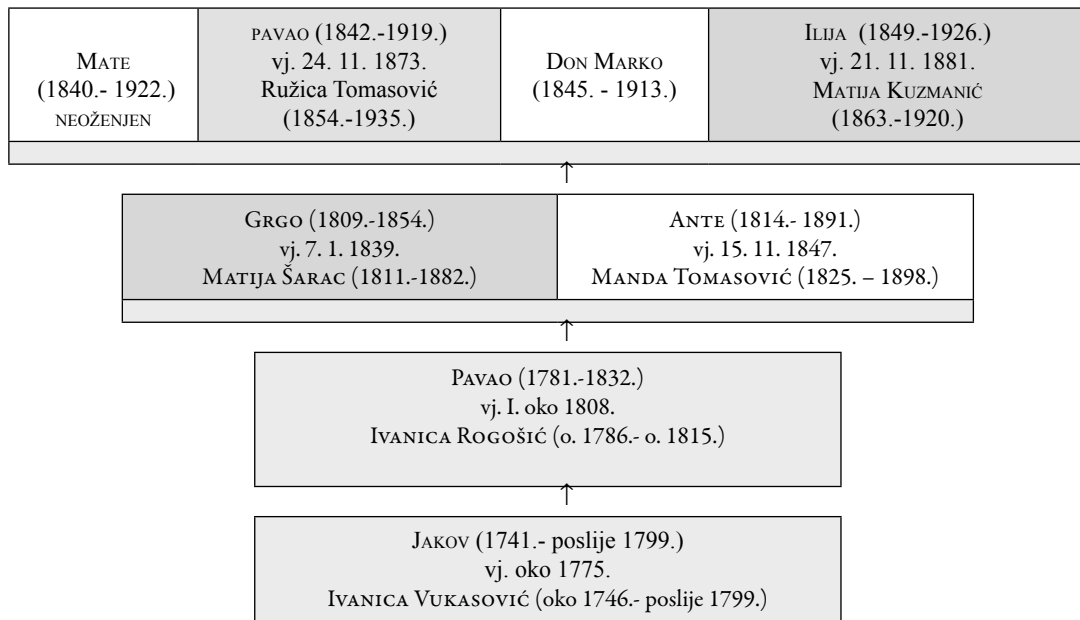 Mate
(1840.- 1922.)
neoženjen
pavao (1842.-1919.)
vj. 24. 11. 1873.
Ružica Tomasović
(1854.-1935.)
Don Marko
(1845. - 1913.)
Ilija (1849.-1926.)
vj. 21. 11. 1881.
Matija Kuzmanić
(1863.-1920.)
↑
Grgo (1809.-1854.)
vj. 7. 1. 1839.
Matija Šarac (1811.-1882.)
Ante (1814.- 1891.)
vj. 15. 11. 1847.
Manda Tomasović (1825. – 1898.)
↑
Pavao (1781.-1832.)
vj. I. oko 1808.
Ivanica Rogošić (o. 1786.- o. 1815.)
↑
Jakov (1741.- poslije 1799.)
vj. oko 1775.
Ivanica Vukasović (oko 1746.- poslije 1799.)